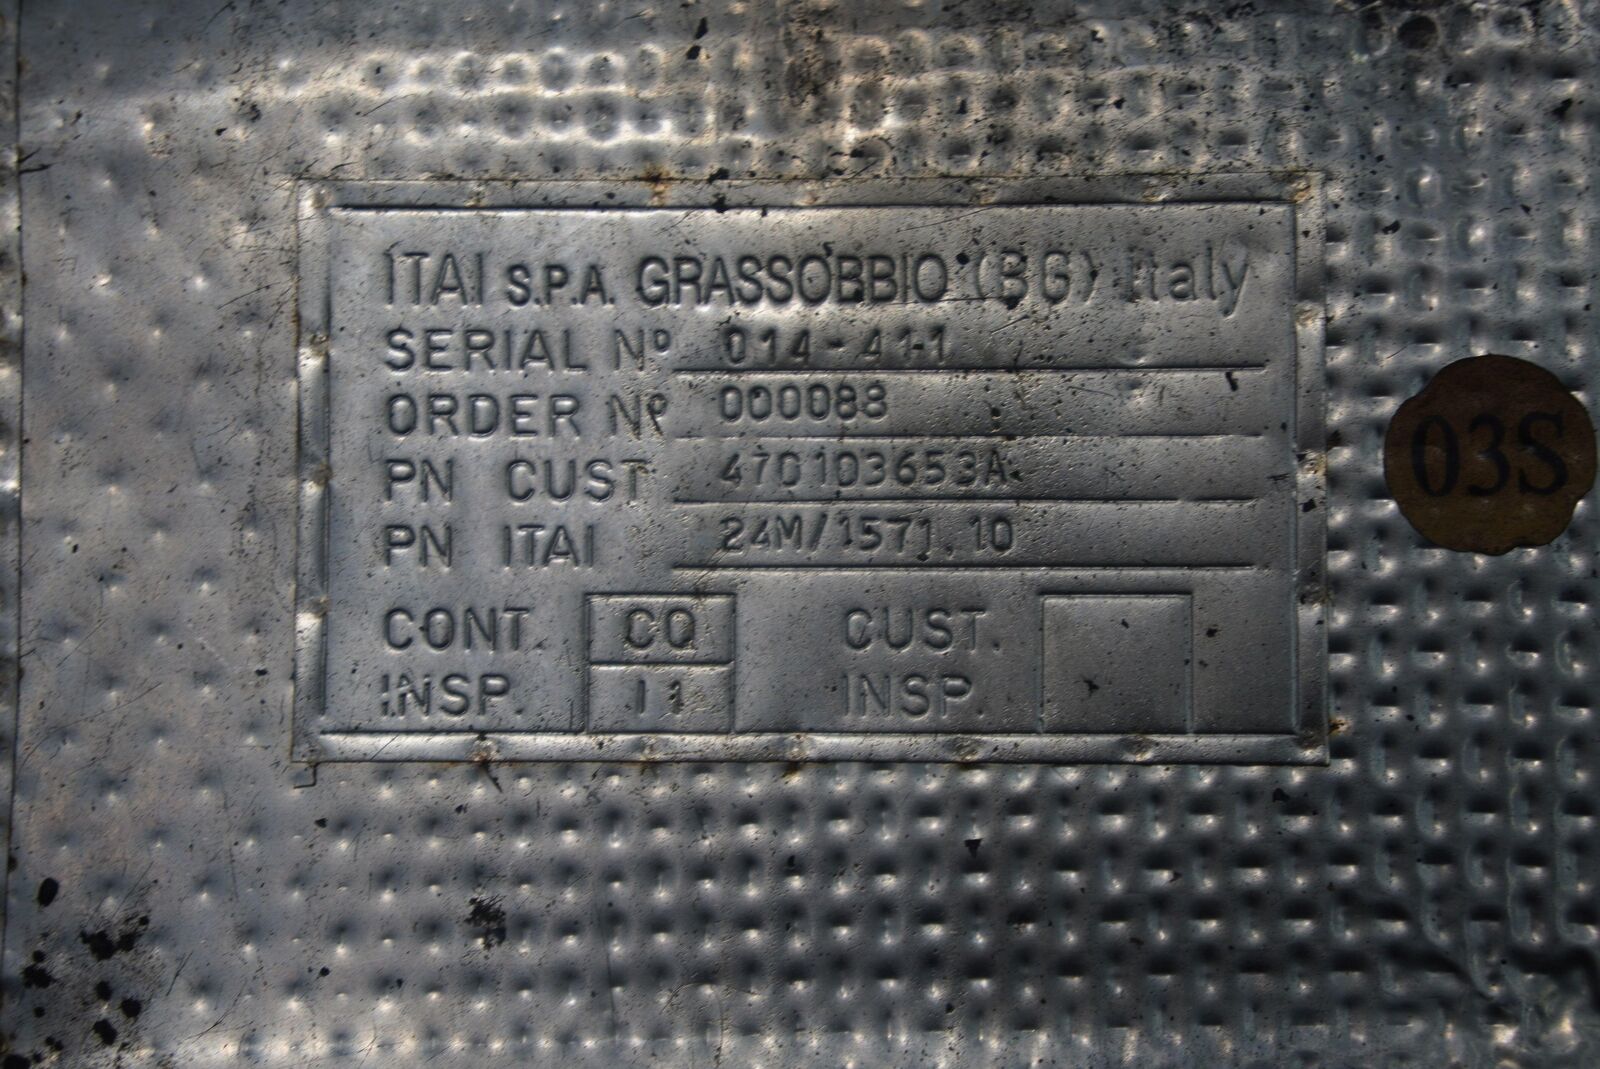 ITAI S.P.A. GRASSOBBIO (BG) Italy
SERIAL Nº 014-411
ORDER Nº 000083
PN CUST 470103653A
PN ITAI 24M/1571.10
CONT. CQ CUST.
INSP. 11 INSP.
03S